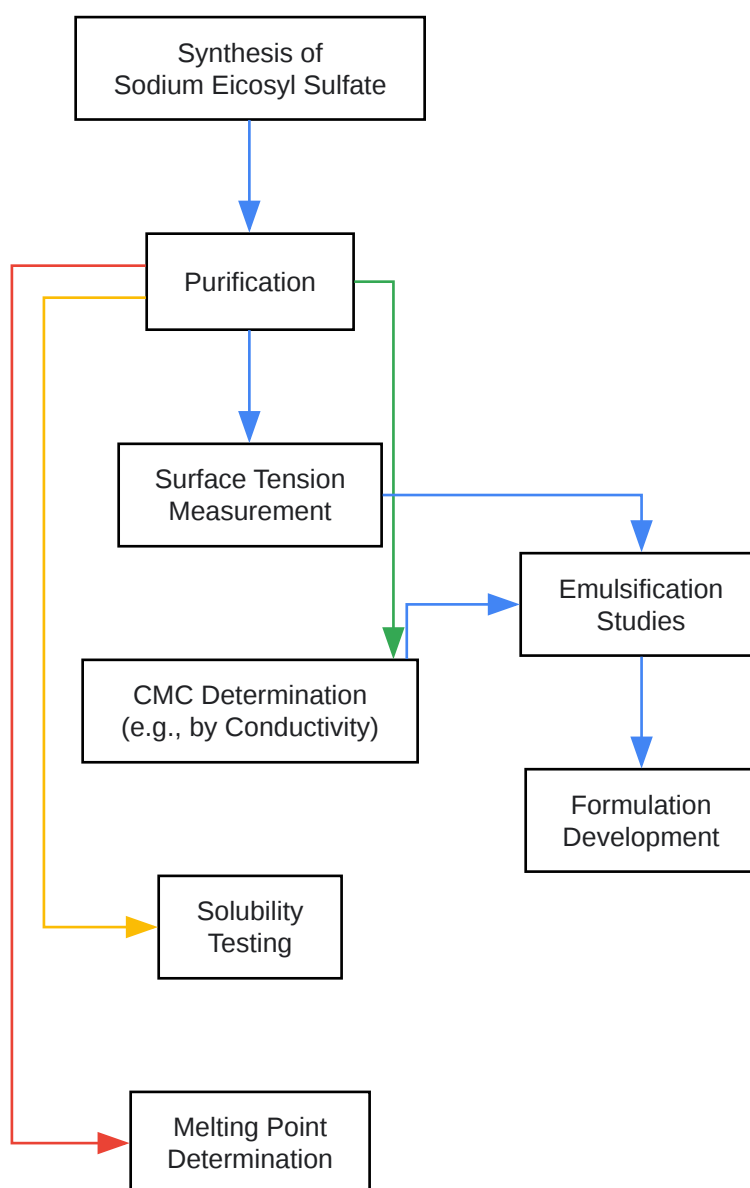 Synthesis of
Sodium Eicosyl Sulfate
Purification
Surface Tension
Measurement
Emulsification
Studies
CMC Determination
(e.g., by Conductivity)
Formulation
Development
Solubility
Testing
Melting Point
Determination